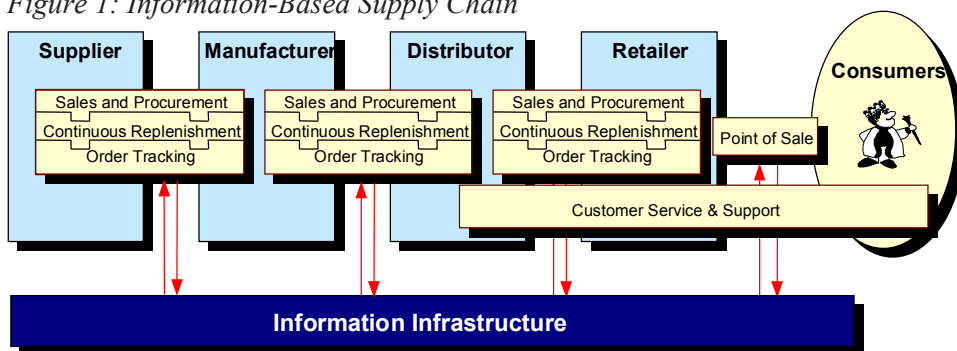 Figure 1: Information-Based Supply Chain
Supplier
Manufacturer
Distributor
Retailer
Consumers
Sales and Procurement
Continuous Replenishment
Order Tracking
Sales and Procurement
Continuous Replenishment
Order Tracking
Sales and Procurement
Continuous Replenishment
Order Tracking
Point of Sale
Customer Service & Support
Information Infrastructure